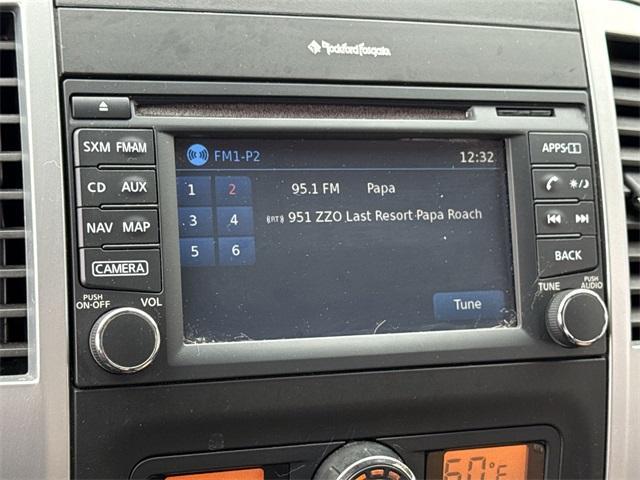 Rockford Fosgate
SXM FM·AM
CD AUX
NAV MAP
CAMERA
PUSH ON·OFF VOL
FM1-P2 12:32
1 2 95.1 FM Papa
3 4 951 ZZO Last Resort-Papa Roach
5 6
Tune
APPS·
BACK
TUNE PUSH AUDIO
60°F